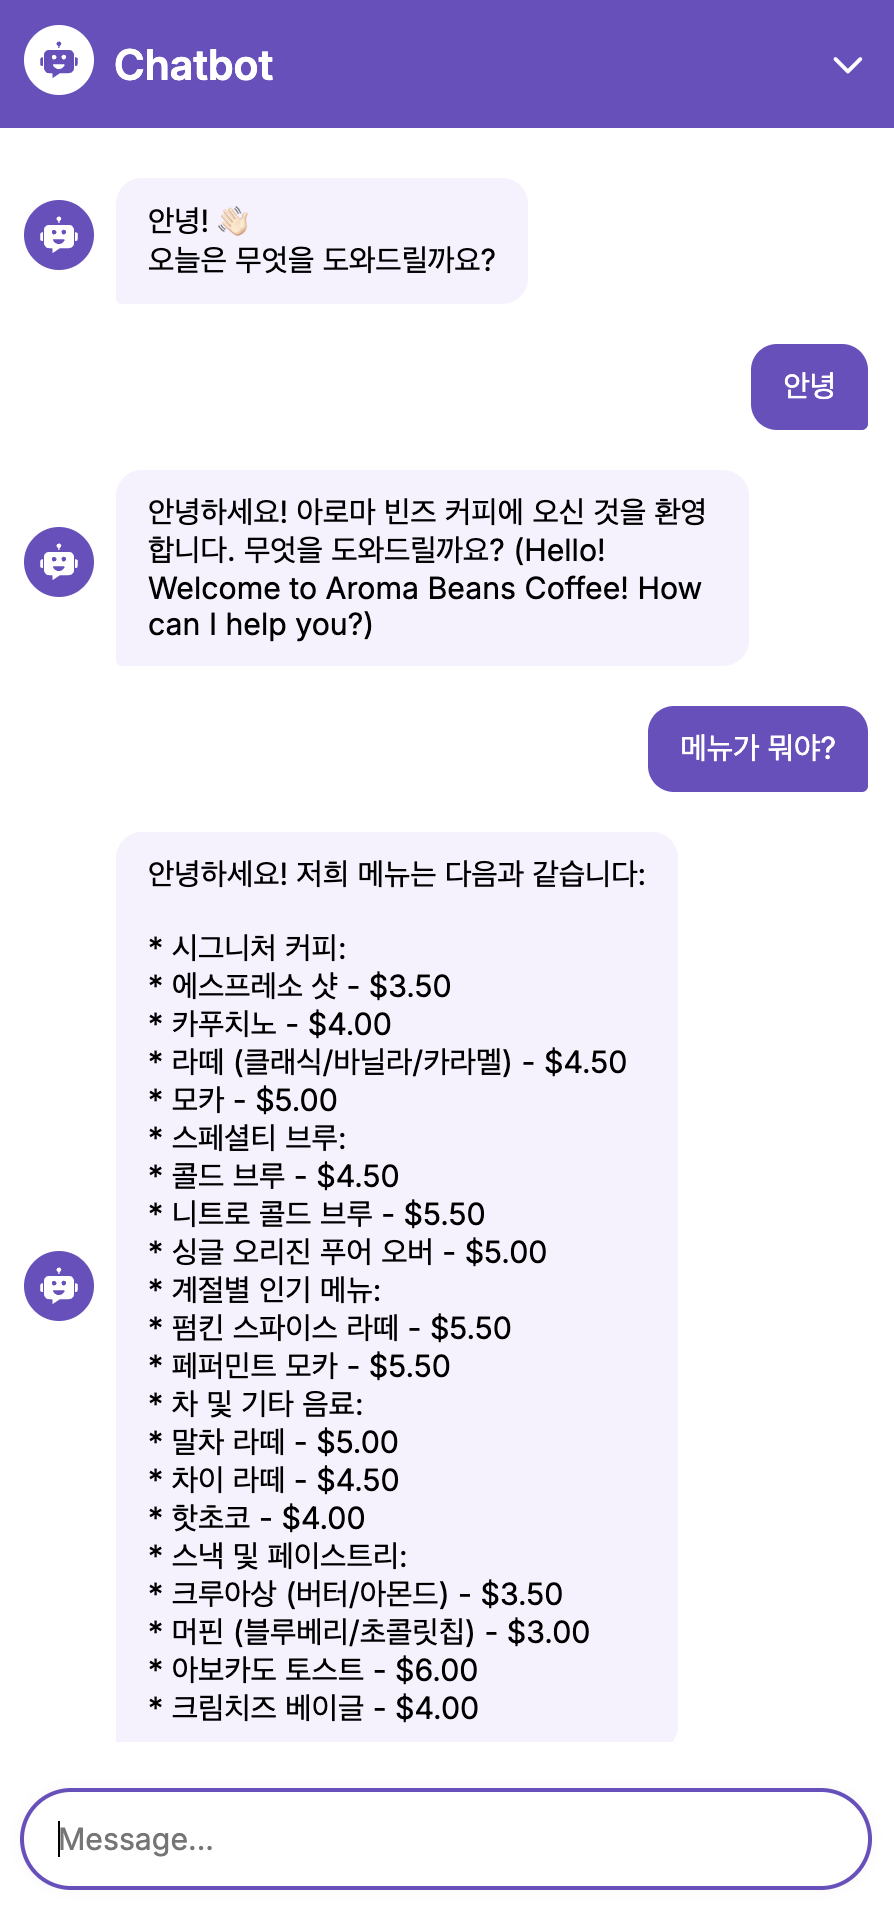 Chatbot
안녕! 👋🏻
오늘은 무엇을 도와드릴까요?
안녕
안녕하세요! 아로마 빈즈 커피에 오신 것을 환영
합니다. 무엇을 도와드릴까요? (Hello!
Welcome to Aroma Beans Coffee! How
can I help you?)
메뉴가 뭐야?
안녕하세요! 저희 메뉴는 다음과 같습니다:
* 시그니처 커피:
* 에스프레소 샷 - $3.50
* 카푸치노 - $4.00
* 라떼 (클래식/바닐라/카라멜) - $4.50
* 모카 - $5.00
* 스페셜티 브루:
* 콜드 브루 - $4.50
* 니트로 콜드 브루 - $5.50
* 싱글 오리진 푸어 오버 - $5.00
* 계절별 인기 메뉴:
* 펌킨 스파이스 라떼 - $5.50
* 페퍼민트 모카 - $5.50
* 차 및 기타 음료:
* 말차 라떼 - $5.00
* 차이 라떼 - $4.50
* 핫초코 - $4.00
* 스낵 및 페이스트리:
* 크루아상 (버터/아몬드) - $3.50
* 머핀 (블루베리/초콜릿칩) - $3.00
* 아보카도 토스트 - $6.00
* 크림치즈 베이글 - $4.00
Message...